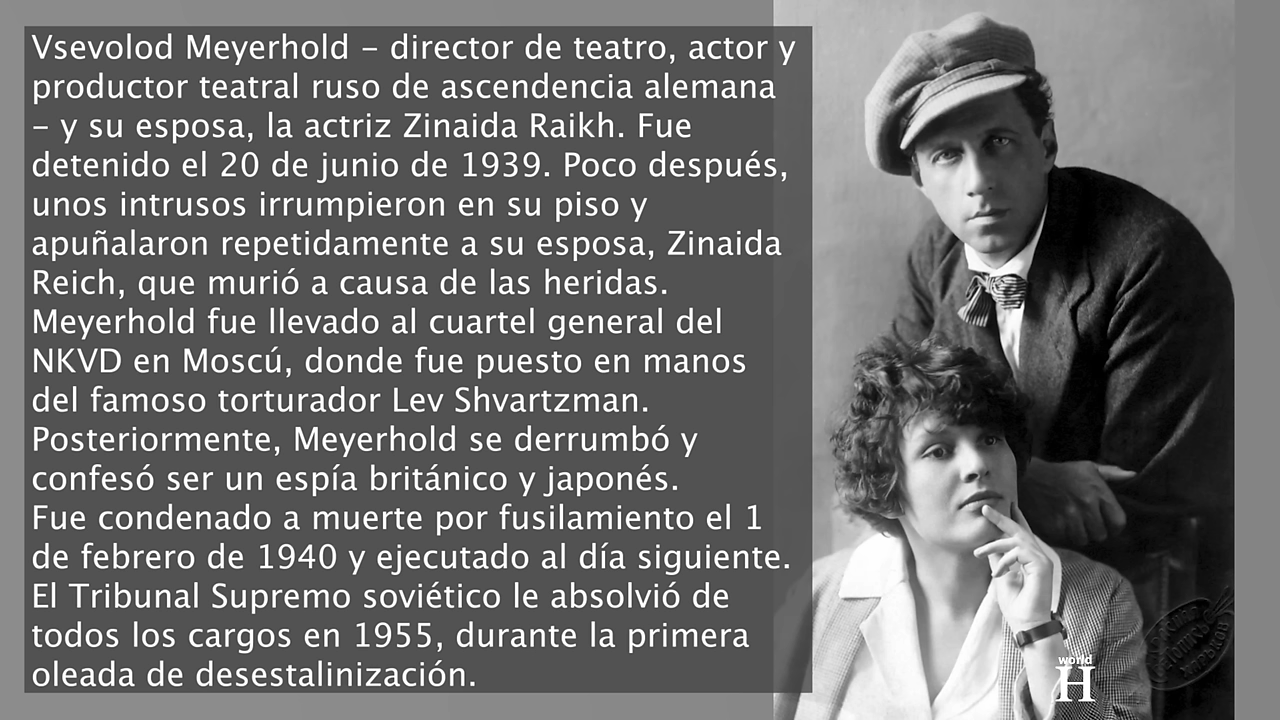 Vsevolod Meyerhold – director de teatro, actor y
productor teatral ruso de ascendencia alemana
– y su esposa, la actriz Zinaida Raikh. Fue
detenido el 20 de junio de 1939. Poco después,
unos intrusos irrumpieron en su piso y
apuñalaron repetidamente a su esposa, Zinaida
Reich, que murió a causa de las heridas.
Meyerhold fue llevado al cuartel general del
NKVD en Moscú, donde fue puesto en manos
del famoso torturador Lev Shvartzman.
Posteriormente, Meyerhold se derrumbó y
confesó ser un espía británico y japonés.
Fue condenado a muerte por fusilamiento el 1
de febrero de 1940 y ejecutado al día siguiente.
El Tribunal Supremo soviético le absolvió de
todos los cargos en 1955, durante la primera
oleada de desestalinización.
world
H